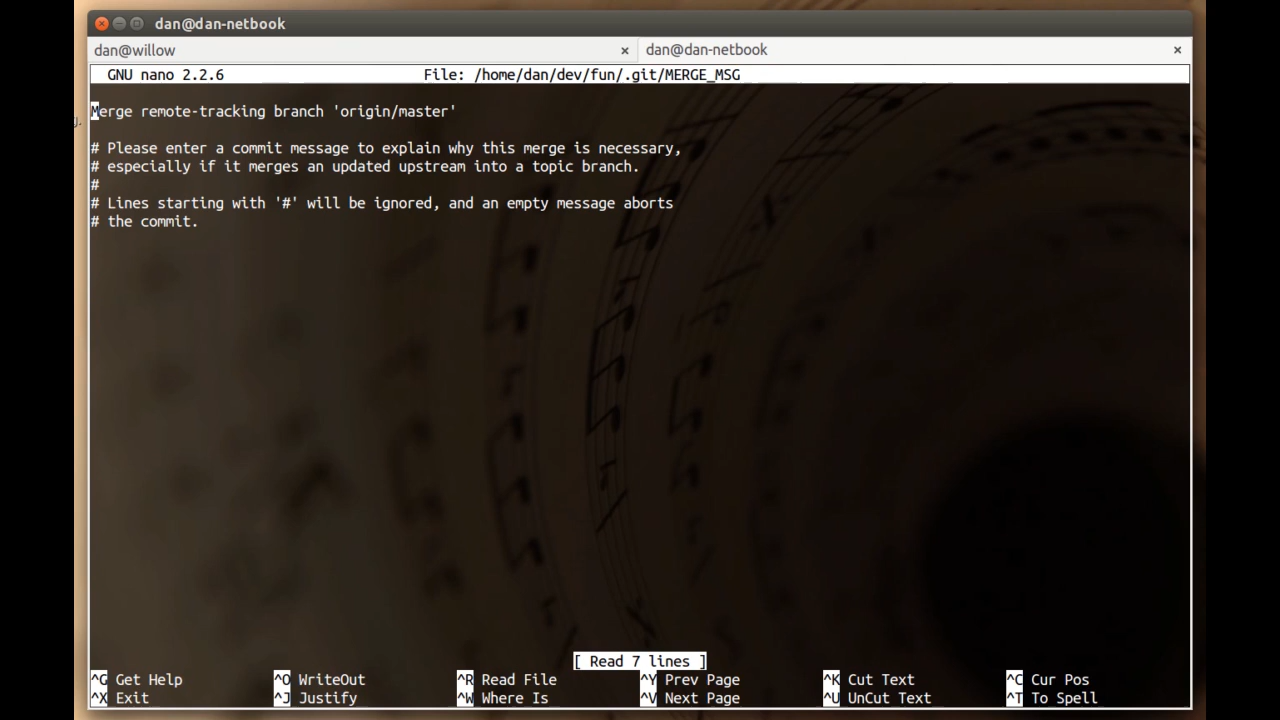 dan@dan-netbook
dan@willow
dan@dan-netbook
GNU nano 2.2.6 File: /home/dan/dev/fun/.git/MERGE_MSG
Merge remote-tracking branch 'origin/master'
# Please enter a commit message to explain why this merge is necessary,
# especially if it merges an updated upstream into a topic branch.
#
# Lines starting with '#' will be ignored, and an empty message aborts
# the commit.
[ Read 7 lines ]
^G Get Help ^O WriteOut ^R Read File ^Y Prev Page ^K Cut Text ^C Cur Pos
^X Exit ^J Justify ^W Where Is ^V Next Page ^U UnCut Text ^T To Spell